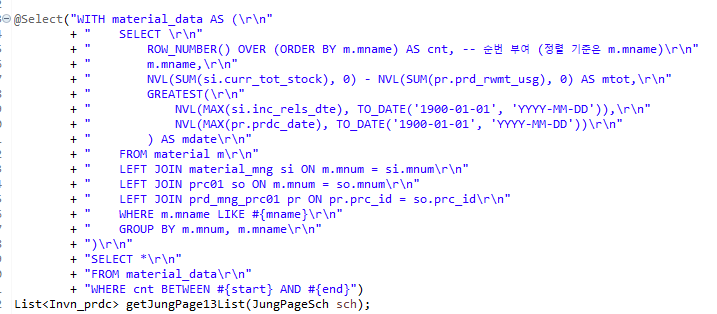 @Select("WITH material_data AS (\r\n"
+ "    SELECT \r\n"
+ "        ROW_NUMBER() OVER (ORDER BY m.mname) AS cnt, -- 순번 부여 (정렬 기준은 m.mname)\r\n"
+ "        m.mname,\r\n"
+ "        NVL(SUM(si.curr_tot_stock), 0) - NVL(SUM(pr.prd_rwmt_usg), 0) AS mtot,\r\n"
+ "        GREATEST(\r\n"
+ "            NVL(MAX(si.inc_rels_dte), TO_DATE('1900-01-01', 'YYYY-MM-DD')),\r\n"
+ "            NVL(MAX(pr.prdc_date), TO_DATE('1900-01-01', 'YYYY-MM-DD'))\r\n"
+ "        ) AS mdate\r\n"
+ "    FROM material m\r\n"
+ "    LEFT JOIN material_mng si ON m.mnum = si.mnum\r\n"
+ "    LEFT JOIN prc01 so ON m.mnum = so.mnum\r\n"
+ "    LEFT JOIN prd_mng_prc01 pr ON pr.prc_id = so.prc_id\r\n"
+ "    WHERE m.mname LIKE #{mname}\r\n"
+ "    GROUP BY m.mnum, m.mname\r\n"
+ ")\r\n"
+ "SELECT *\r\n"
+ "FROM material_data\r\n"
+ "WHERE cnt BETWEEN #{start} AND #{end}")
List<Invn_prdc> getJungPage13List(JungPageSch sch);